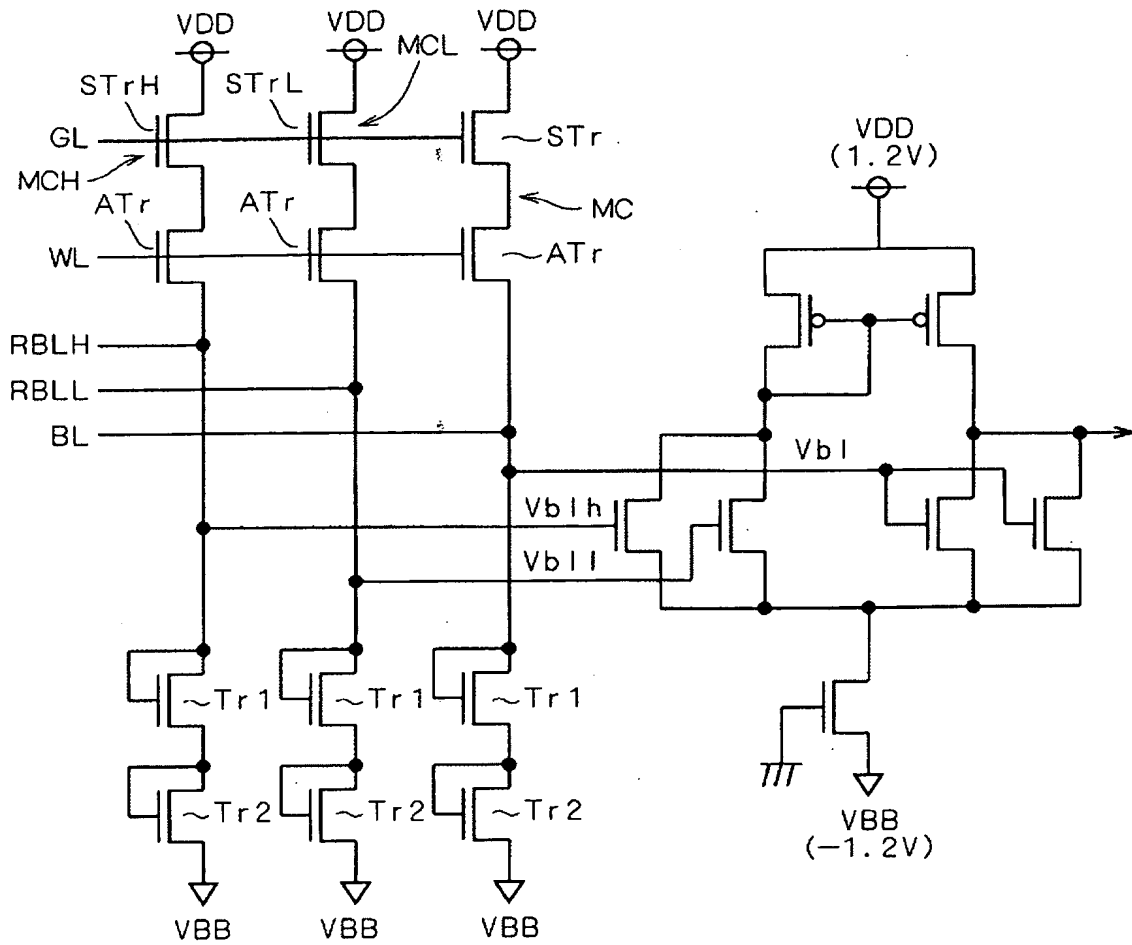 VDD VDD VDD
MCL
STrH STrL
GL STr
VDD
(1.2V)
MCH
ATr ATr MC
WL ATr
RBLH
RBLL
BL
Vbl
Vblh
Vbll
Tr1 Tr1 Tr1
Tr2 Tr2 Tr2
VBB
(-1.2V)
VBB VBB VBB